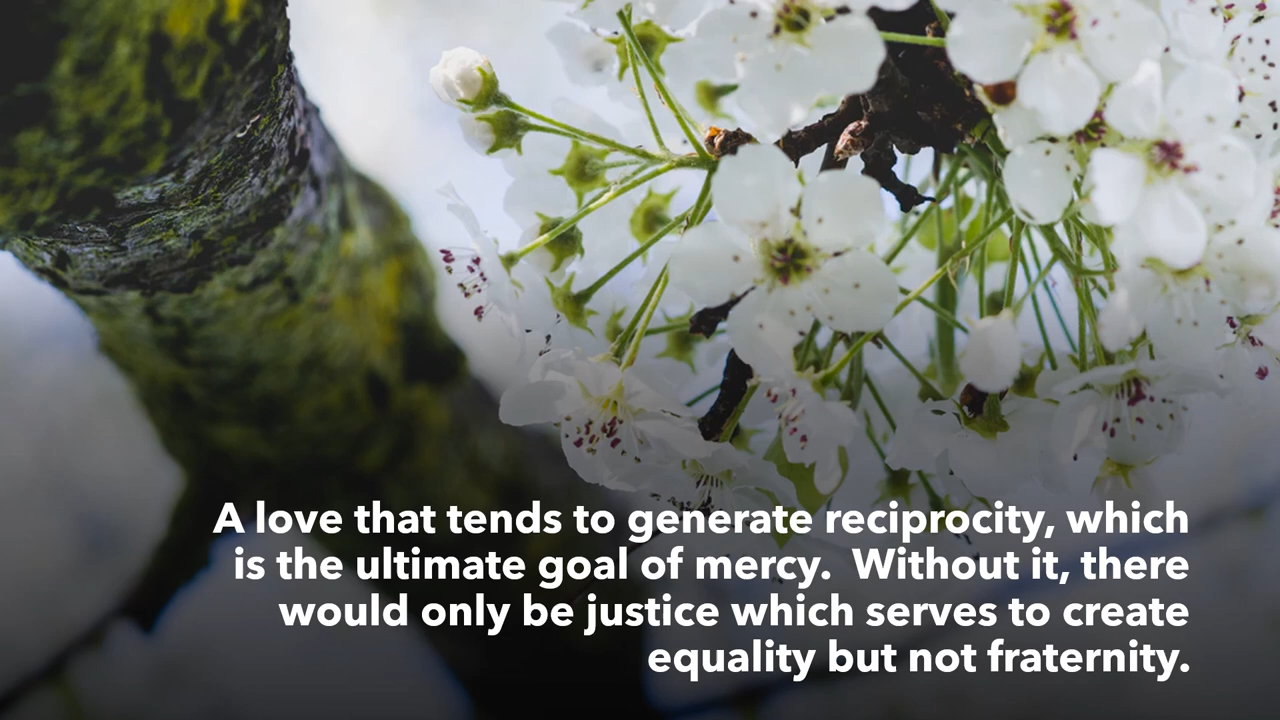 A love that tends to generate reciprocity, which
is the ultimate goal of mercy.  Without it, there
would only be justice which serves to create
equality but not fraternity.